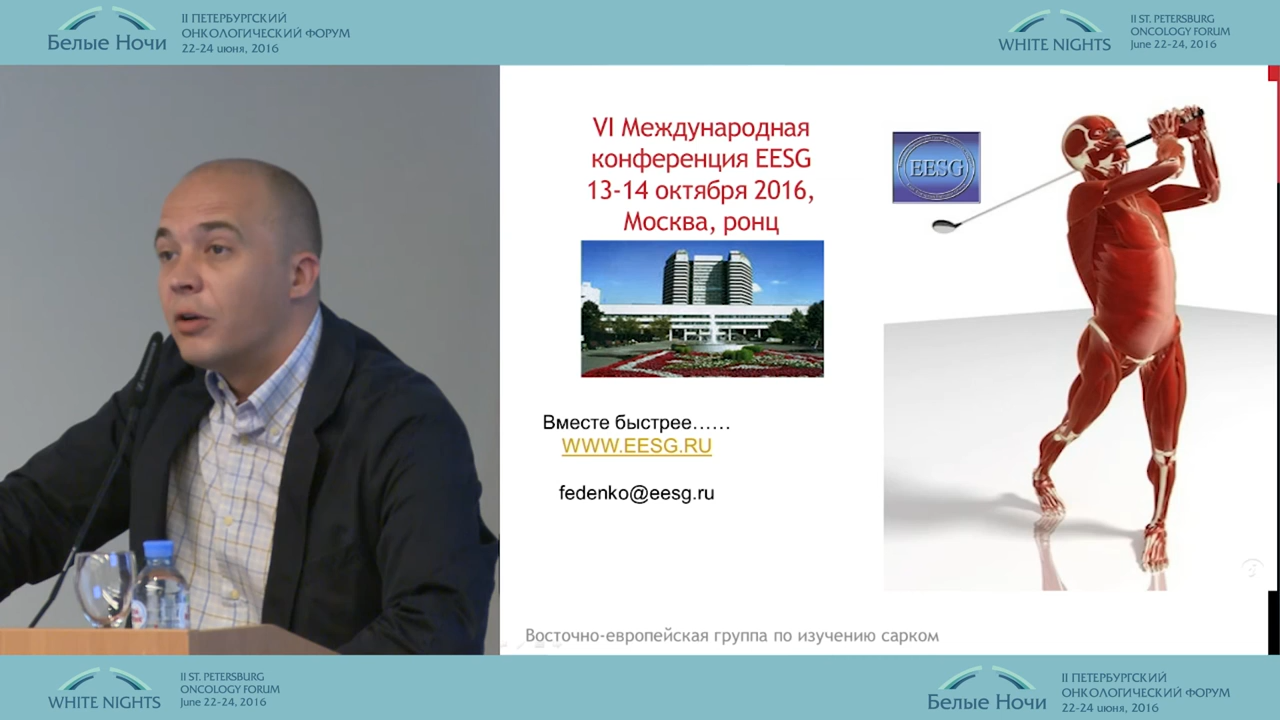 Белые Ночи
II ПЕТЕРБУРГСКИЙ
ОНКОЛОГИЧЕСКИЙ ФОРУМ
22-24 июня, 2016
WHITE NIGHTS
II ST. PETERSBURG
ONCOLOGY FORUM
June 22-24, 2016
VI Международная
конференция EESG
13-14 октября 2016,
Москва, ронц
EESG
Вместе быстрее......
WWW.EESG.RU
fedenko@eesg.ru
Восточно-европейская группа по изучению сарком
WHITE NIGHTS
II ST. PETERSBURG
ONCOLOGY FORUM
June 22-24, 2016
Белые Ночи
II ПЕТЕРБУРГСКИЙ
ОНКОЛОГИЧЕСКИЙ ФОРУМ
22-24 июня, 2016